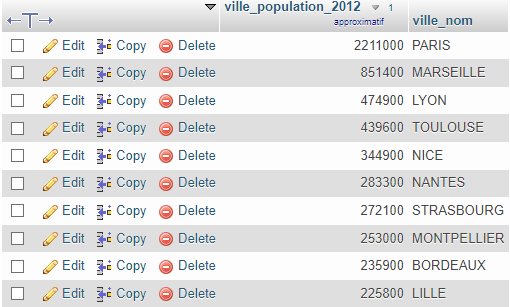 ville_population_2012 1 ville_nom
approximatif
Edit Copy Delete 2211000 PARIS
Edit Copy Delete 851400 MARSEILLE
Edit Copy Delete 474900 LYON
Edit Copy Delete 439600 TOULOUSE
Edit Copy Delete 344900 NICE
Edit Copy Delete 283300 NANTES
Edit Copy Delete 272100 STRASBOURG
Edit Copy Delete 253000 MONTPELLIER
Edit Copy Delete 235900 BORDEAUX
Edit Copy Delete 225800 LILLE